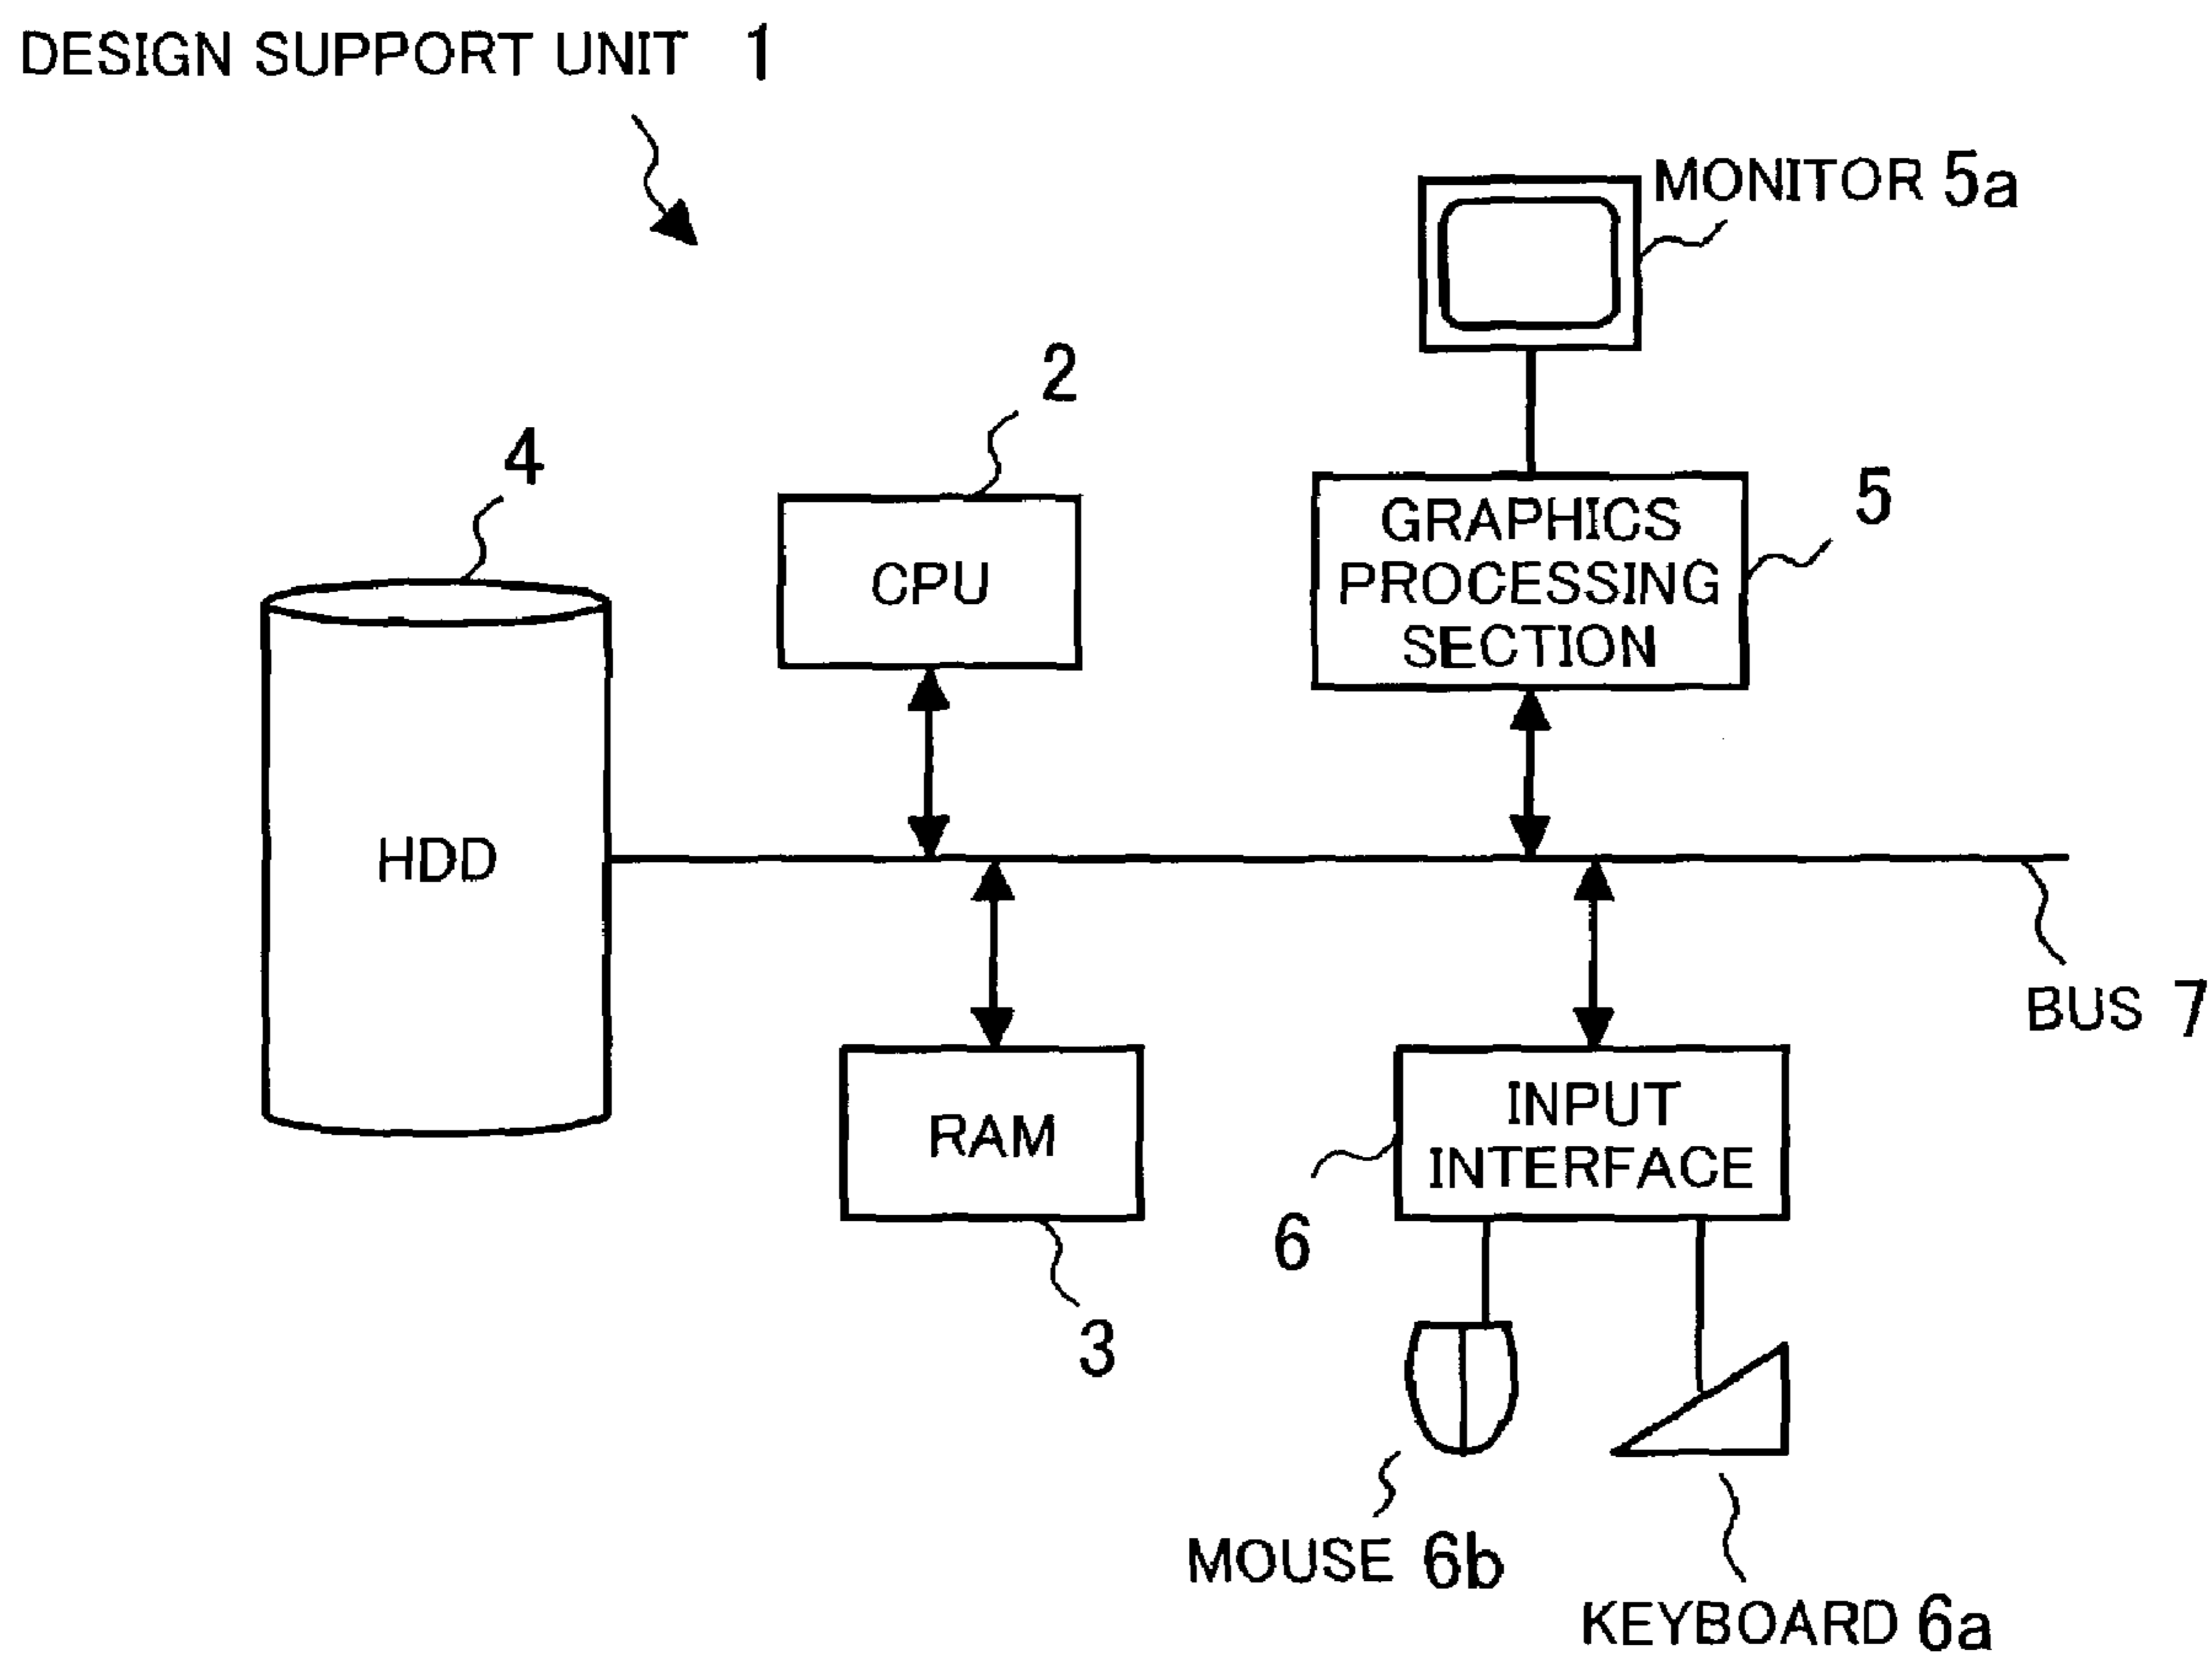 DESIGN SUPPORT UNIT 1
MONITOR 5a
2
4
5
GRAPHICS
PROCESSING
SECTION
CPU
HDD
BUS 7
RAM
INPUT
INTERFACE
6
3
MOUSE 6b
KEYBOARD 6a